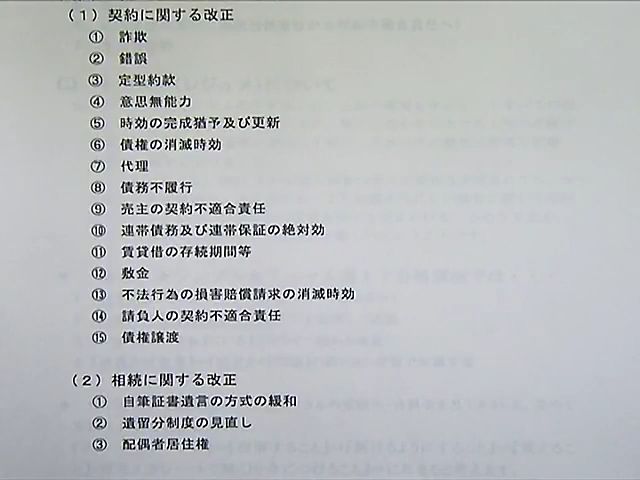 （１）契約に関する改正
① 詐欺
② 錯誤
③ 定型約款
④ 意思無能力
⑤ 時効の完成猶予及び更新
⑥ 債権の消滅時効
⑦ 代理
⑧ 債務不履行
⑨ 売主の契約不適合責任
⑩ 連帯債務及び連帯保証の絶対効
⑪ 賃貸借の存続期間等
⑫ 敷金
⑬ 不法行為の損害賠償請求の消滅時効
⑭ 請負人の契約不適合責任
⑮ 債権譲渡
（２）相続に関する改正
① 自筆証書遺言の方式の緩和
② 遺留分制度の見直し
③ 配偶者居住権